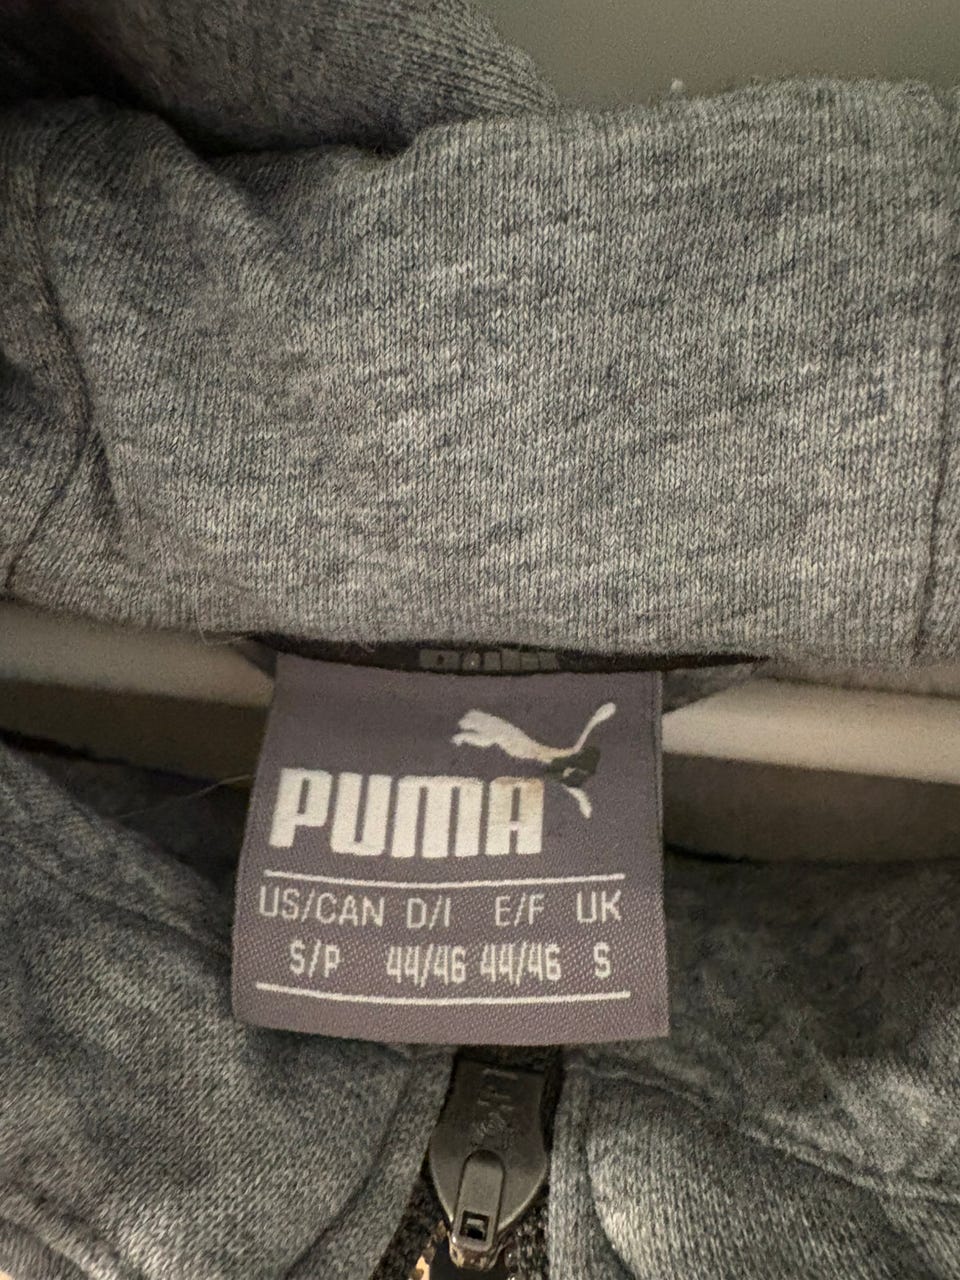 PUMA
US/CAN D/I E/F UK
S/P 44/46 44/46 S